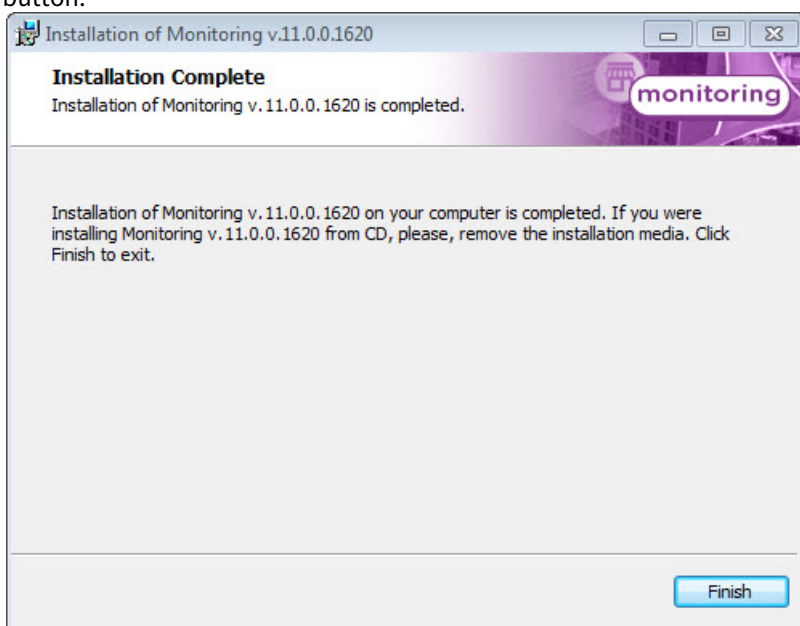 button.
Installation of Monitoring v.11.0.0.1620
Installation Complete
Installation of Monitoring v.11.0.0.1620 is completed.
monitoring
Installation of Monitoring v.11.0.0.1620 on your computer is completed. If you were
installing Monitoring v.11.0.0.1620 from CD, please, remove the installation media. Click
Finish to exit.
Finish